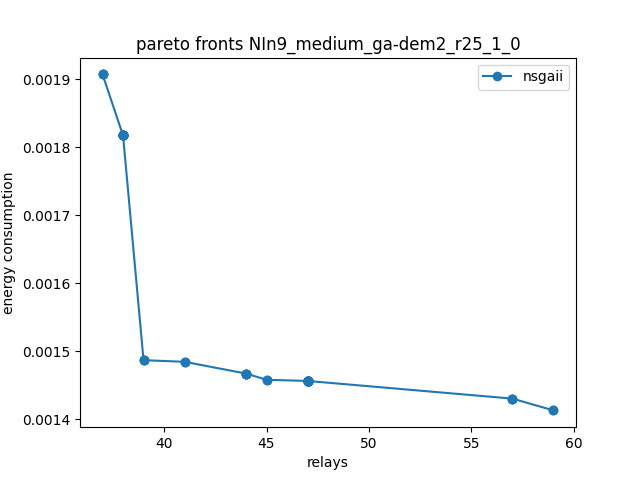 pareto fronts NIn9_medium_ga-dem2_r25_1_0
nsgaii
energy consumption
0.0019
0.0018
0.0017
0.0016
0.0015
0.0014
40 45 50 55 60
relays